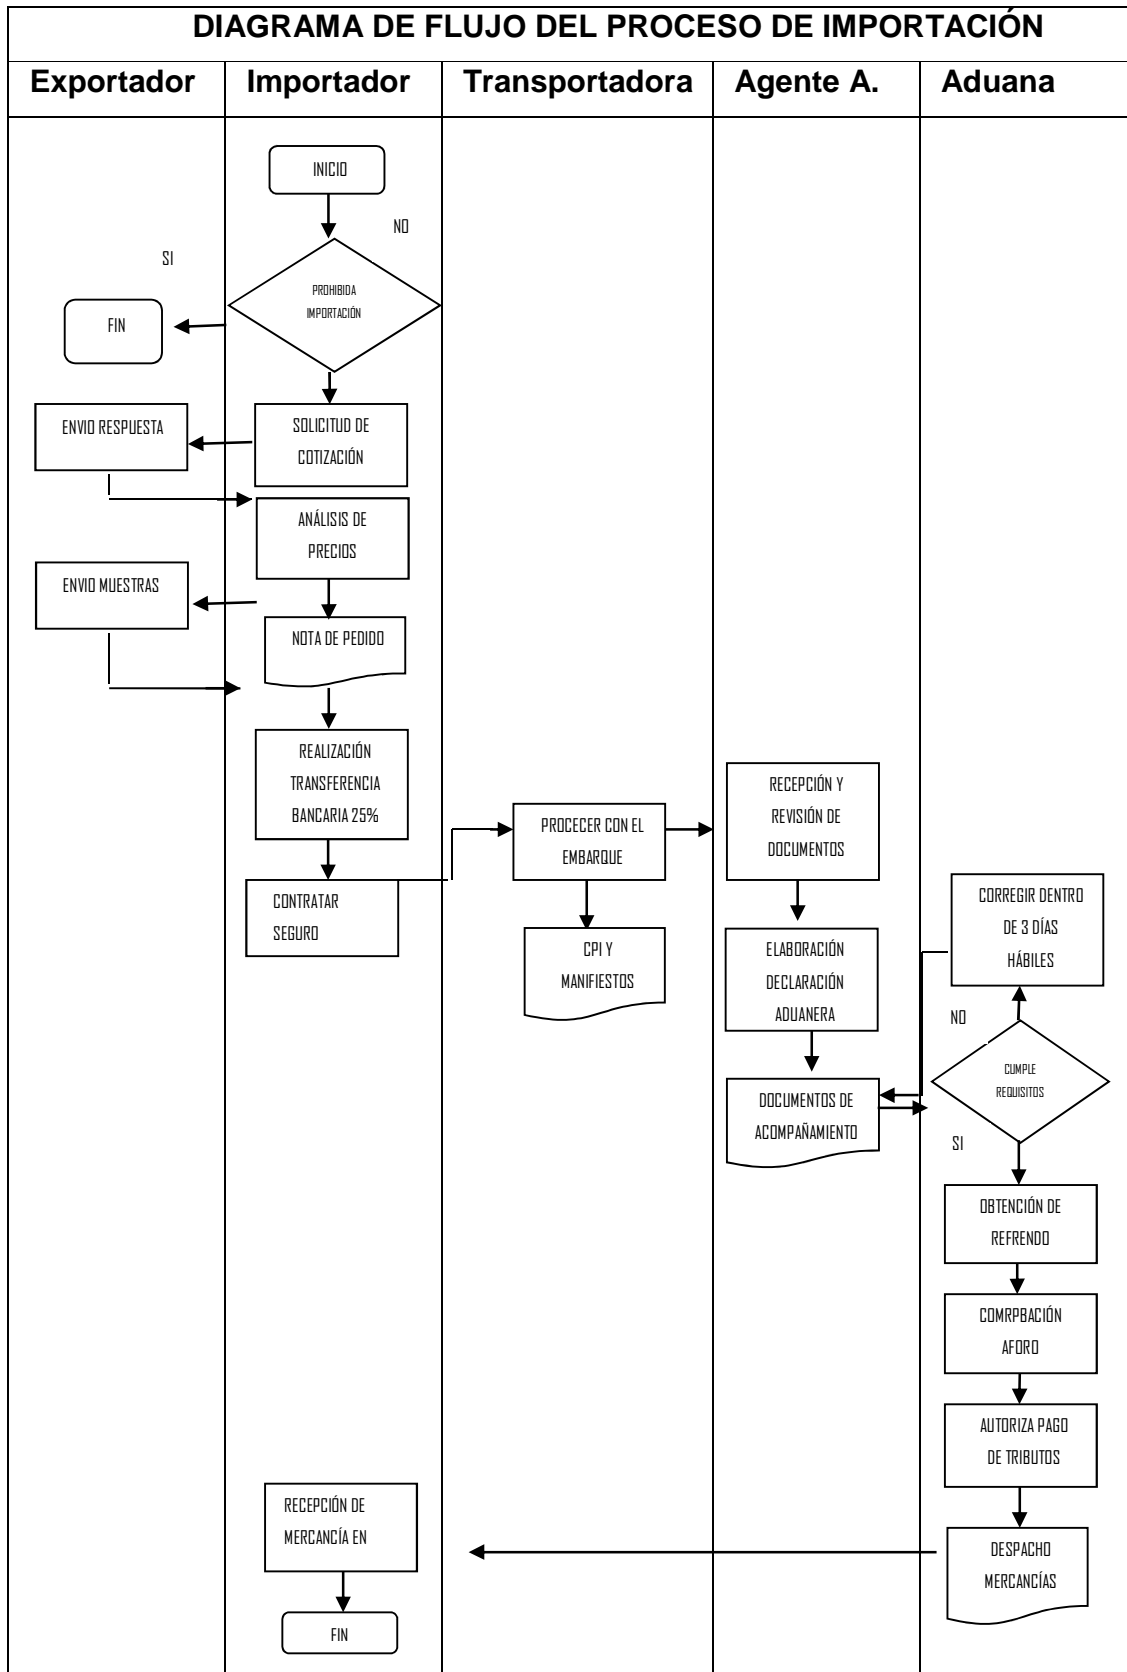 DIAGRAMA DE FLUJO DEL PROCESO DE IMPORTACIÓN
Exportador
Importador
Transportadora
Agente A.
Aduana
INICIO
NO
SI
PROHIBIDA
IMPORTACIÓN
FIN
ENVIO RESPUESTA
SOLICITUD DE
COTIZACIÓN
ANÁLISIS DE
PRECIOS
ENVIO MUESTRAS
NOTA DE PEDIDO
REALIZACIÓN
TRANSFERENCIA
BANCARIA 25%
CONTRATAR
SEGURO
PROCECER CON EL
EMBARQUE
CPI Y
MANIFIESTOS
RECEPCIÓN Y
REVISIÓN DE
DOCUMENTOS
ELABORACIÓN
DECLARACIÓN
ADUANERA
DOCUMENTOS DE
ACOMPAÑAMIENTO
CORREGIR DENTRO
DE 3 DÍAS
HÁBILES
NO
CUMPLE
REQUISITOS
SI
OBTENCIÓN DE
REFRENDO
COMRPBACIÓN
AFORO
AUTORIZA PAGO
DE TRIBUTOS
DESPACHO
MERCANCÍAS
RECEPCIÓN DE
MERCANCÍA EN
FIN